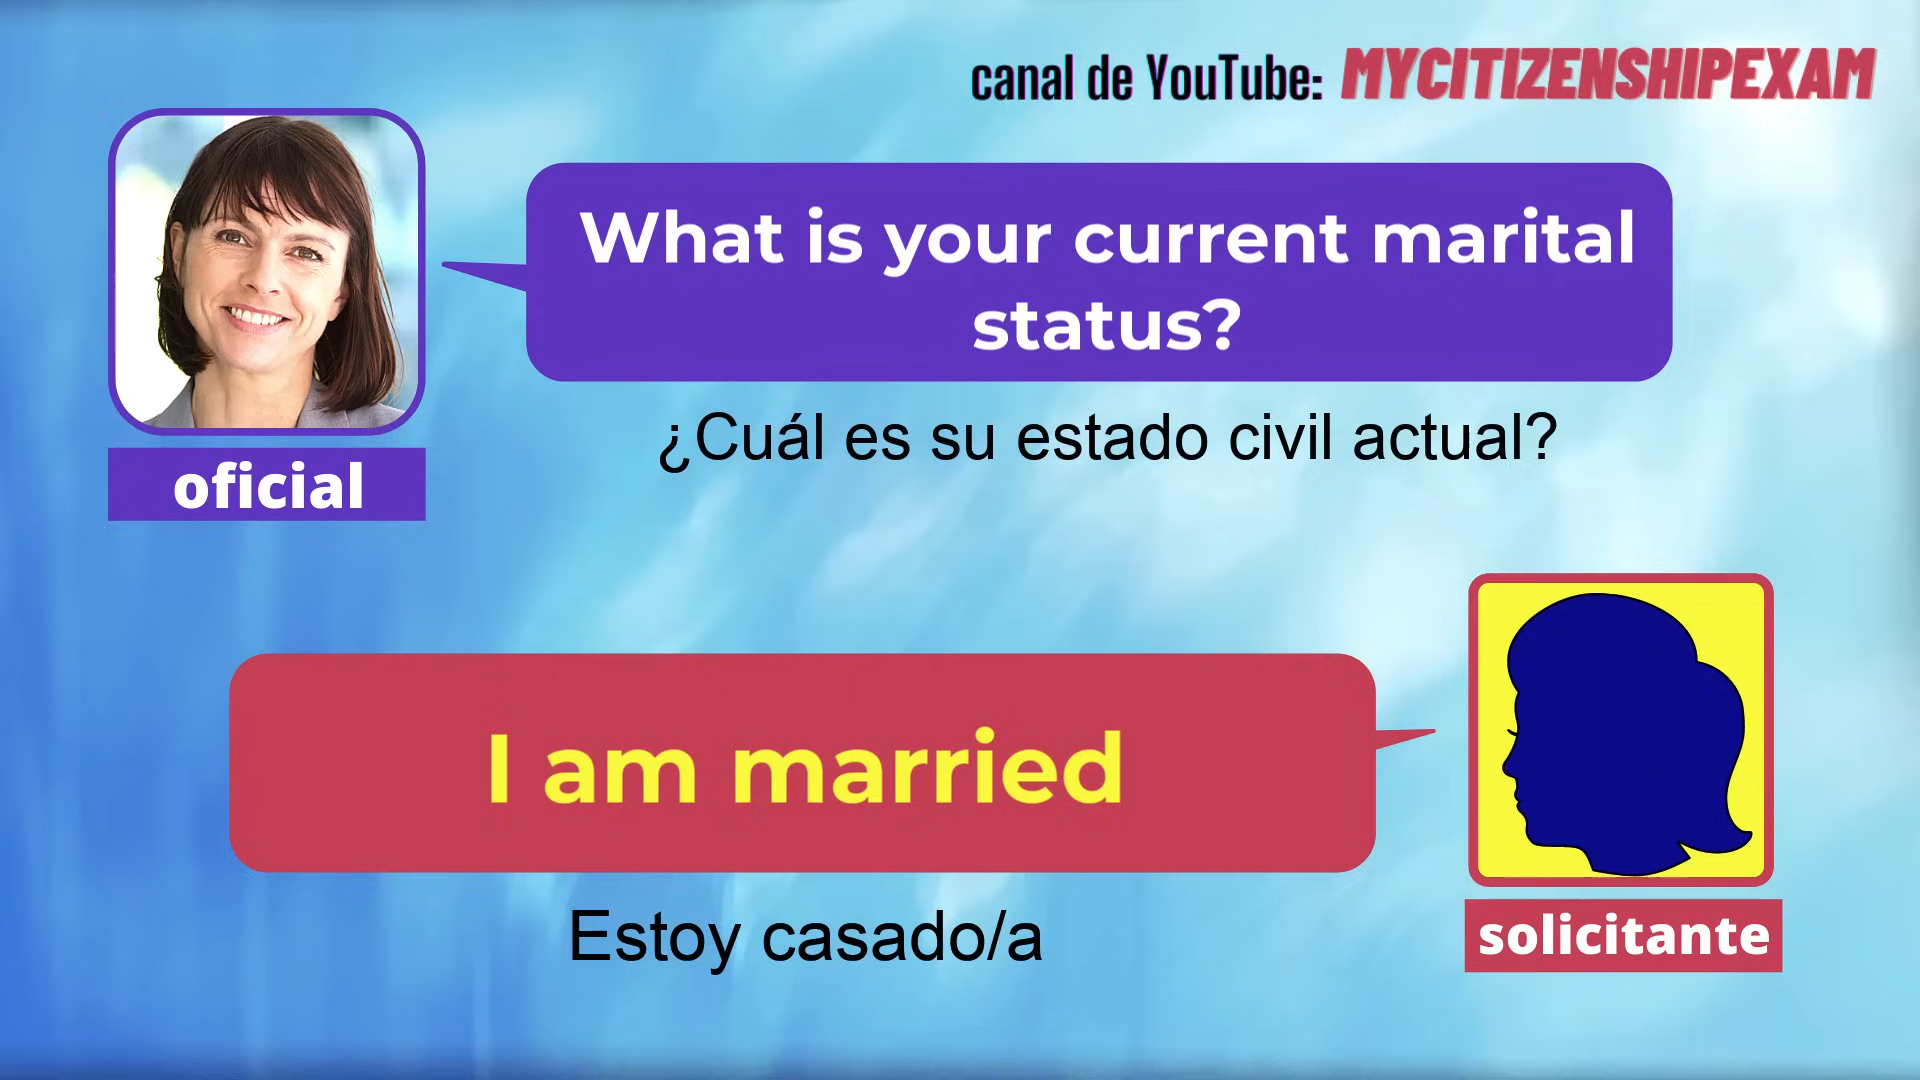 canal de YouTube: MYCITIZENSHIPEXAM
What is your current marital
status?
¿Cuál es su estado civil actual?
oficial
I am married
Estoy casado/a
solicitante